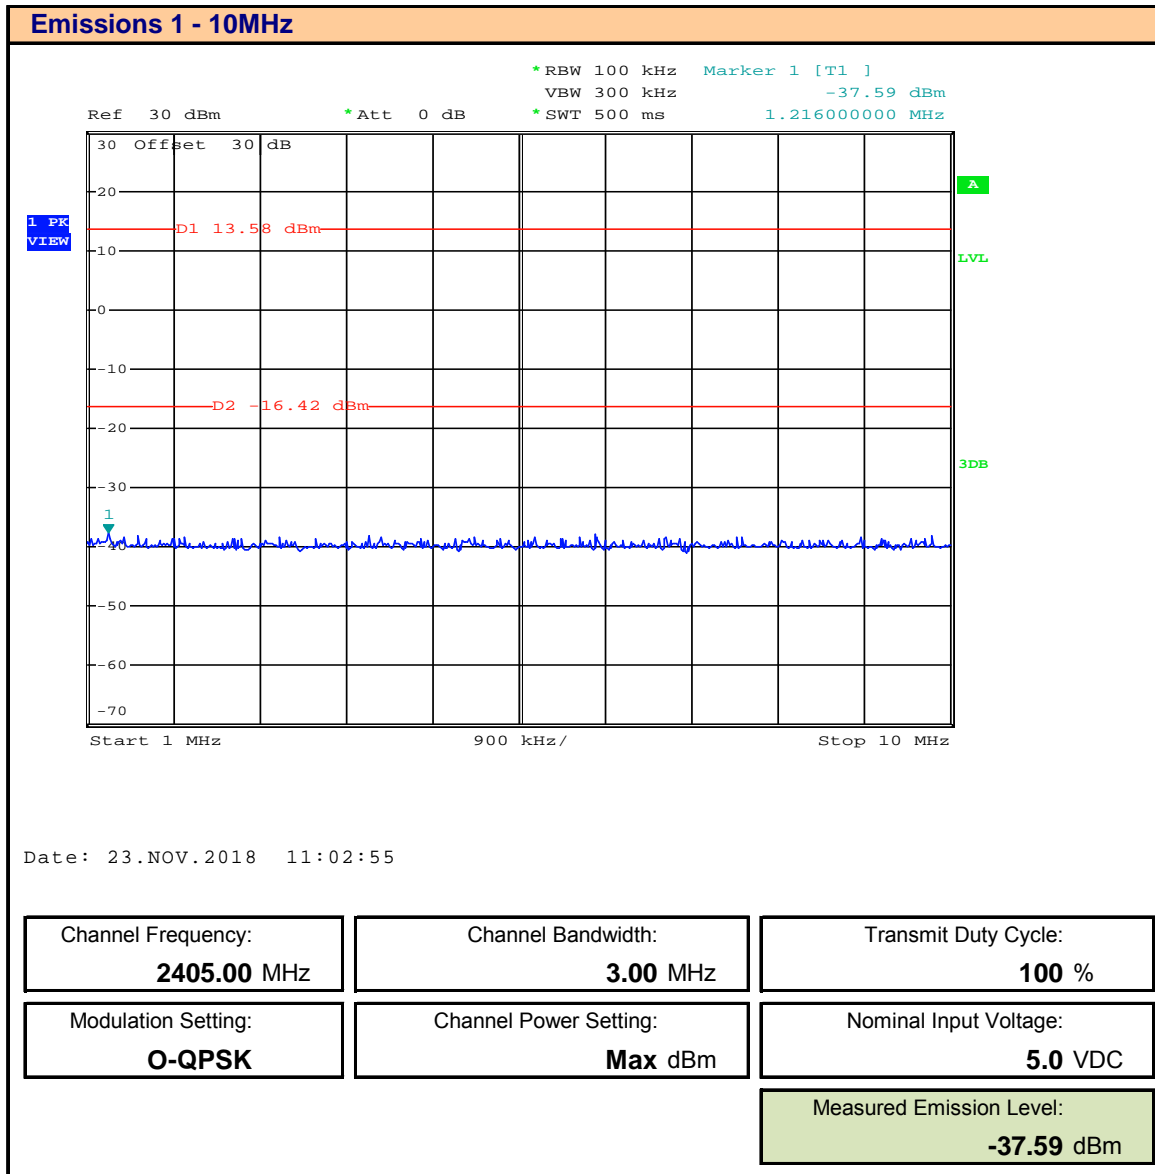 Emissions 1 - 10MHz
*RBW 100 kHz Marker 1 [T1 ]
VBW 300 kHz -37.59 dBm
Ref 30 dBm *Att 0 dB *SWT 500 ms 1.216000000 MHz
30 Offset 30 dB
20
A
1 PK
VIEW
D1 13.58 dBm
10
LVL
0
-10
D2 -16.42 dBm
-20
3DB
-30
1
-40
-50
-60
-70
Start 1 MHz 900 kHz/ Stop 10 MHz
Date: 23.NOV.2018 11:02:55
Channel Frequency: Channel Bandwidth: Transmit Duty Cycle:
2405.00 MHz 3.00 MHz 100 %
Modulation Setting: Channel Power Setting: Nominal Input Voltage:
O-QPSK Max dBm 5.0 VDC
Measured Emission Level:
-37.59 dBm